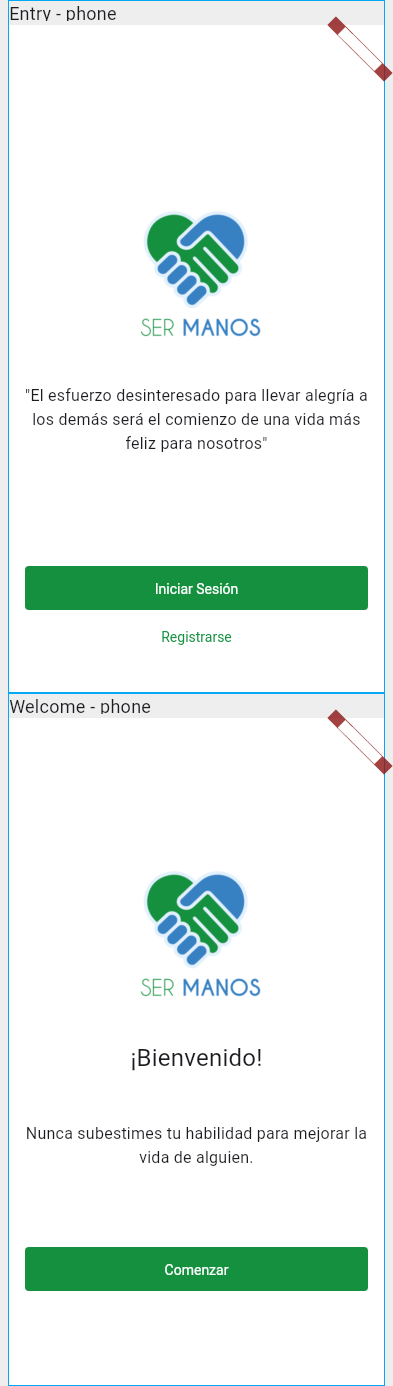 Entry - phone
SER MANOS
"El esfuerzo desinteresado para llevar alegría a
los demás será el comienzo de una vida más
feliz para nosotros"
Iniciar Sesión
Registrarse
Welcome - phone
SER MANOS
¡Bienvenido!
Nunca subestimes tu habilidad para mejorar la
vida de alguien.
Comenzar